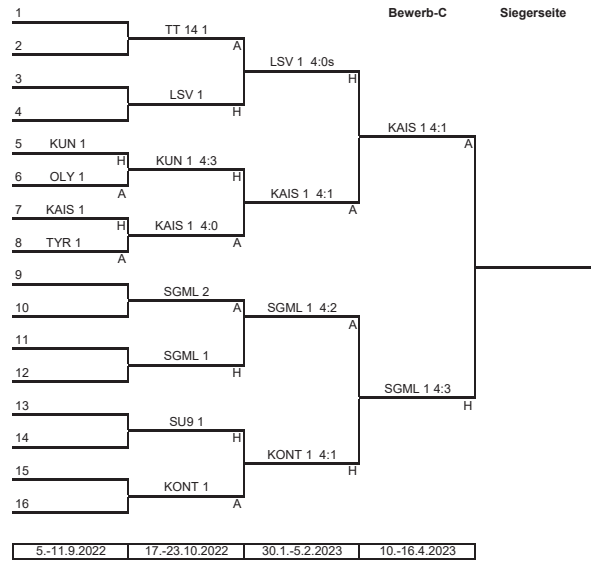 1 Bewerb-C Siegerseite
TT 14 1
2 A
LSV 1 4:0s
3 H
LSV 1
4 H
KAIS 1 4:1
5 KUN 1 A
H KUN 1 4:3
6 OLY 1 H
A
KAIS 1 4:1
7 KAIS 1 A
H KAIS 1 4:0
8 TYR 1 A
A
9
SGML 2
10 A SGML 1 4:2
A
11
SGML 1
12 H
SGML 1 4:3
13 H
SU9 1
14 H
KONT 1 4:1
15 H
KONT 1
16 A
5.-11.9.2022 17.-23.10.2022 30.1.-5.2.2023 10.-16.4.2023